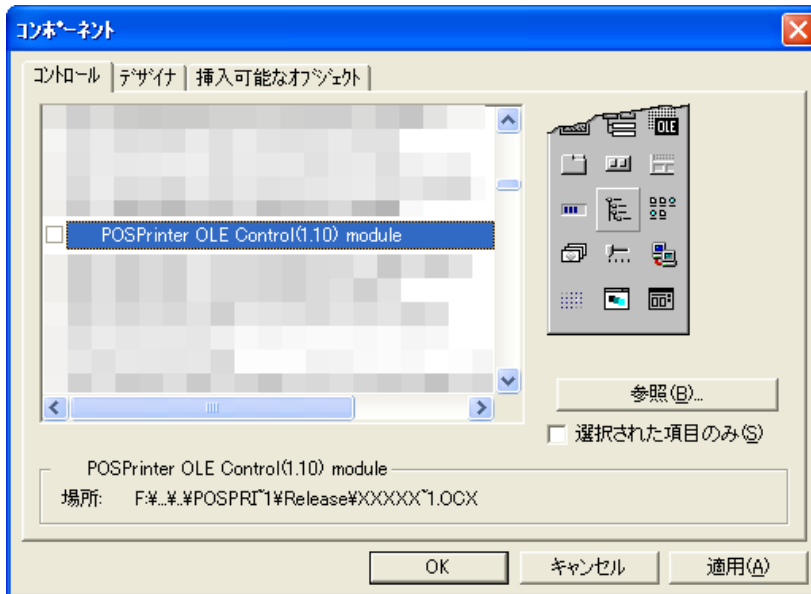 コンポーネント
コントロール
デザイナ
挿入可能なオブジェクト
OLE
POSPrinter OLE Control(1.10) module
参照(B)...
選択された項目のみ(S)
POSPrinter OLE Control(1.10) module
場所: F:¥...¥..¥POSPRI~1¥Release¥XXXXX~1.OCX
OK
キャンセル
適用(A)